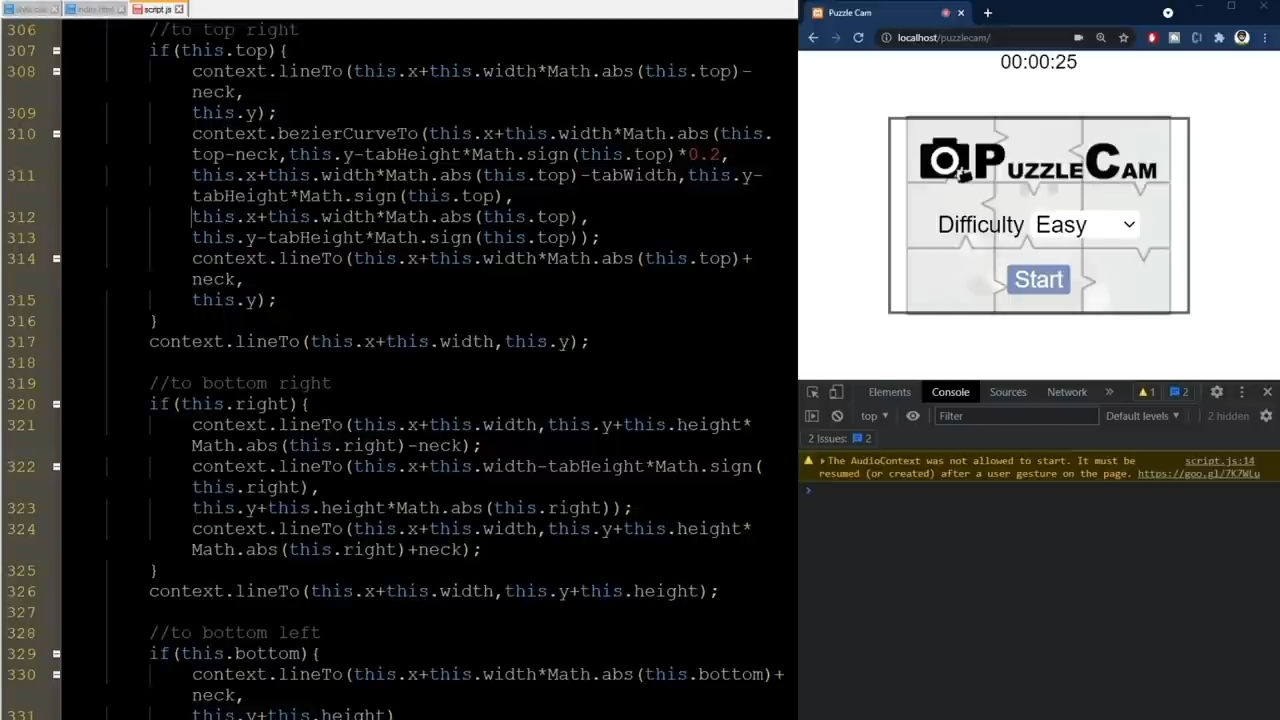 style.css
index.html
script.js
306 //to top right
307 if(this.top){
308 context.lineTo(this.x+this.width*Math.abs(this.top)-
neck,
309 this.y);
310 context.bezierCurveTo(this.x+this.width*Math.abs(this.
top-neck,this.y-tabHeight*Math.sign(this.top)*0.2,
311 this.x+this.width*Math.abs(this.top)-tabWidth,this.y-
tabHeight*Math.sign(this.top),
312 this.x+this.width*Math.abs(this.top),
313 this.y-tabHeight*Math.sign(this.top));
314 context.lineTo(this.x+this.width*Math.abs(this.top)+
neck,
315 this.y);
316 }
317 context.lineTo(this.x+this.width,this.y);
318
319 //to bottom right
320 if(this.right){
321 context.lineTo(this.x+this.width,this.y+this.height*
Math.abs(this.right)-neck);
322 context.lineTo(this.x+this.width-tabHeight*Math.sign(
this.right),
323 this.y+this.height*Math.abs(this.right));
324 context.lineTo(this.x+this.width,this.y+this.height*
Math.abs(this.right)+neck);
325 }
326 context.lineTo(this.x+this.width,this.y+this.height);
327
328 //to bottom left
329 if(this.bottom){
330 context.lineTo(this.x+this.width*Math.abs(this.bottom)+
neck,
331 this.y+this.height)
Puzzle Cam
localhost/puzzlecam/
00:00:25
PUZZLECAM
Difficulty Easy
Start
Elements Console Sources Network » 1 2
top Filter Default levels 2 hidden
2 Issues: 2
The AudioContext was not allowed to start. It must be script.js:14
resumed (or created) after a user gesture on the page. https://goo.gl/7K7WLu